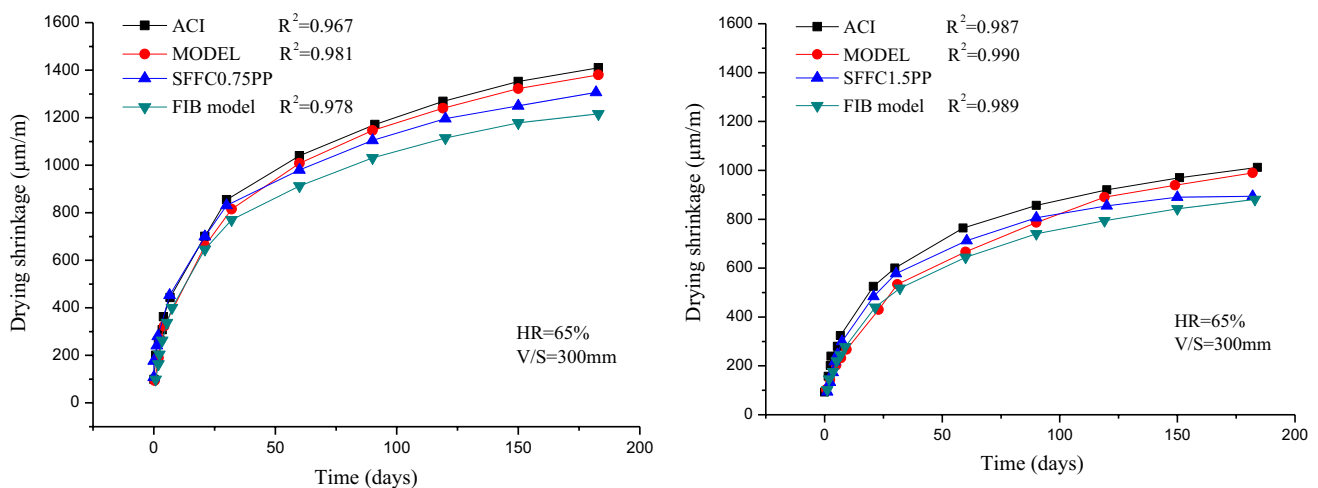 ACI R²=0.967
MODEL R²=0.981
SFFC0.75PP
FIB model R²=0.978
1600
1400
1200
1000
800
600
400
200
0
Drying shrinkage (μm/m)
HR=65%
V/S=300mm
0 50 100 150 200
Time (days)
ACI R²=0.987
MODEL R²=0.990
SFFC1.5PP
FIB model R²=0.989
1600
1400
1200
1000
800
600
400
200
0
Drying shrinkage (μm/m)
HR=65%
V/S=300mm
0 50 100 150 200
Time (days)